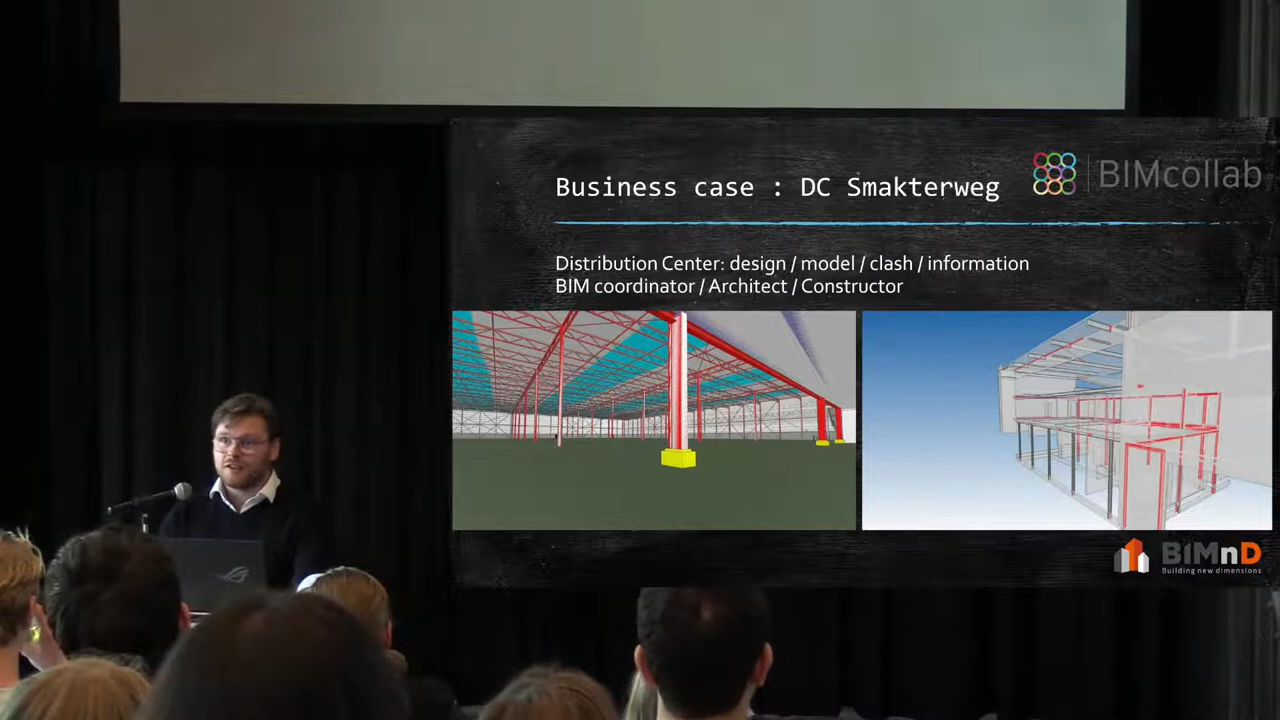 Business case : DC Smakterweg
BIMcollab
Distribution Center: design / model / clash / information
BIM coordinator / Architect / Constructor
BIMnD
Building new dimensions